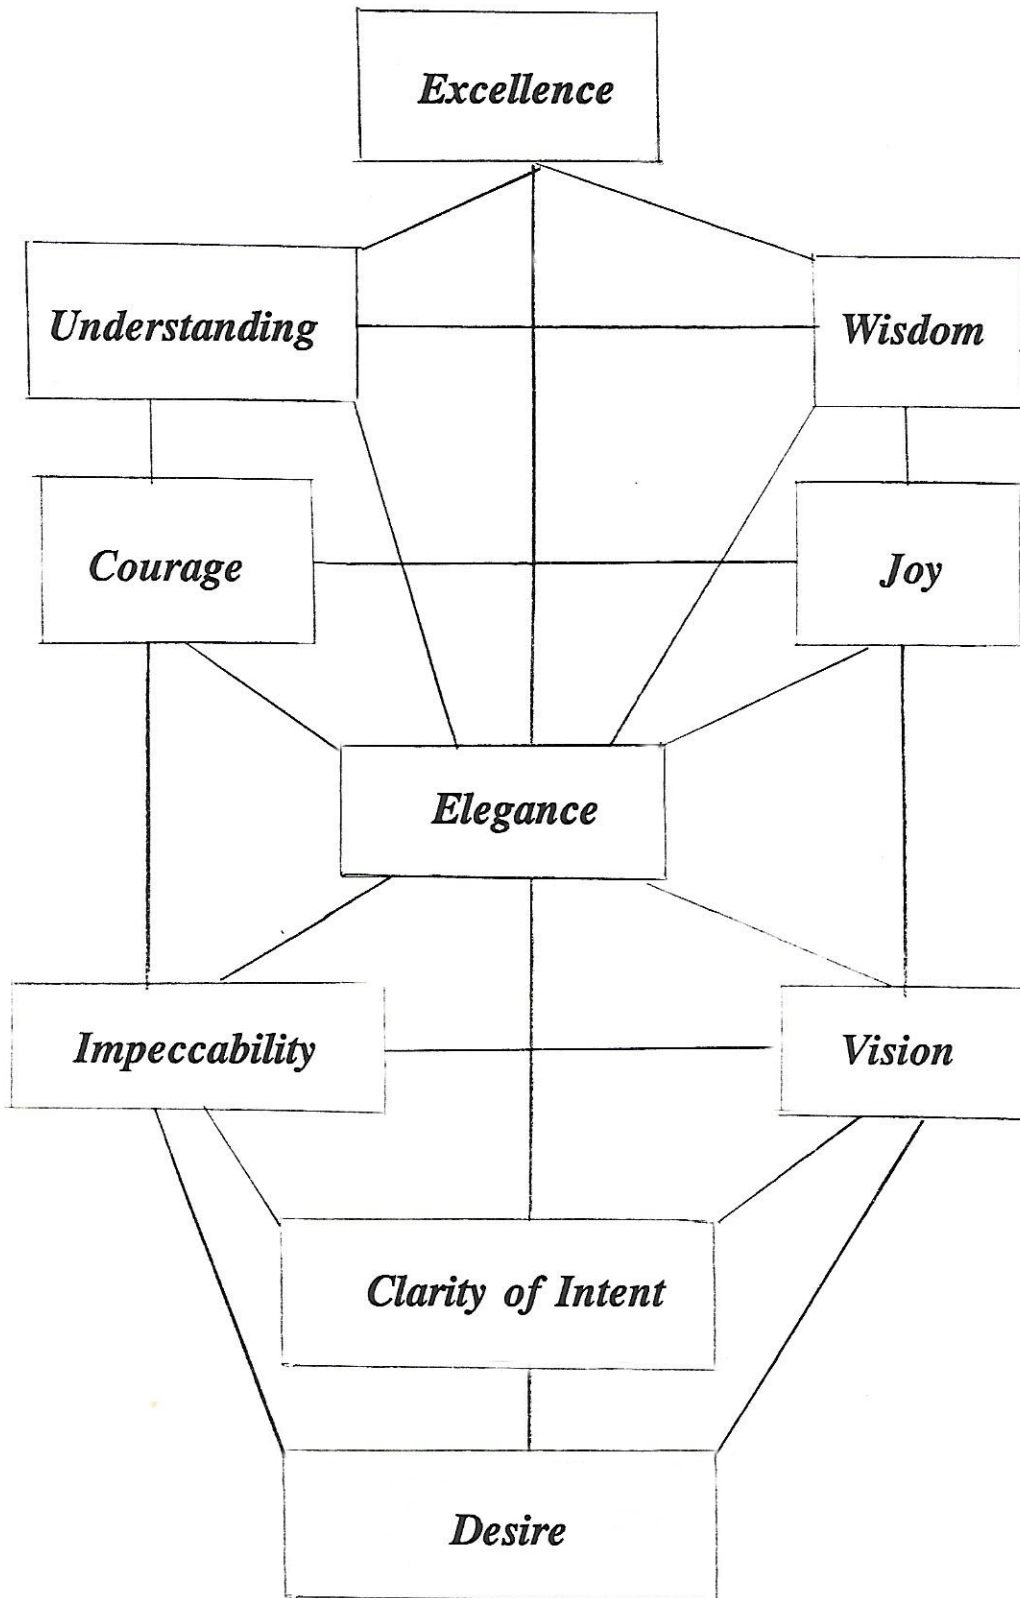 Excellence
Understanding
Wisdom
Courage
Joy
Elegance
Impeccability
Vision
Clarity of Intent
Desire